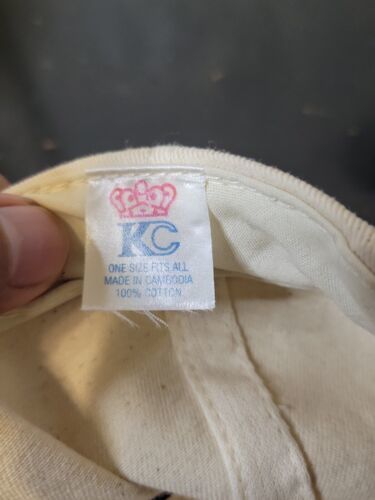 KC
ONE SIZE FITS ALL
MADE IN CAMBODIA
100% COTTON